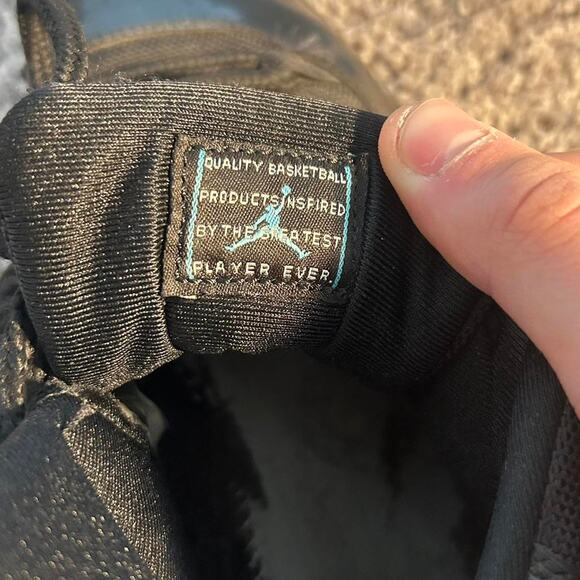 QUALITY BASKETBALL
PRODUCTS INSPIRED
BY THE GREATEST
PLAYER EVER